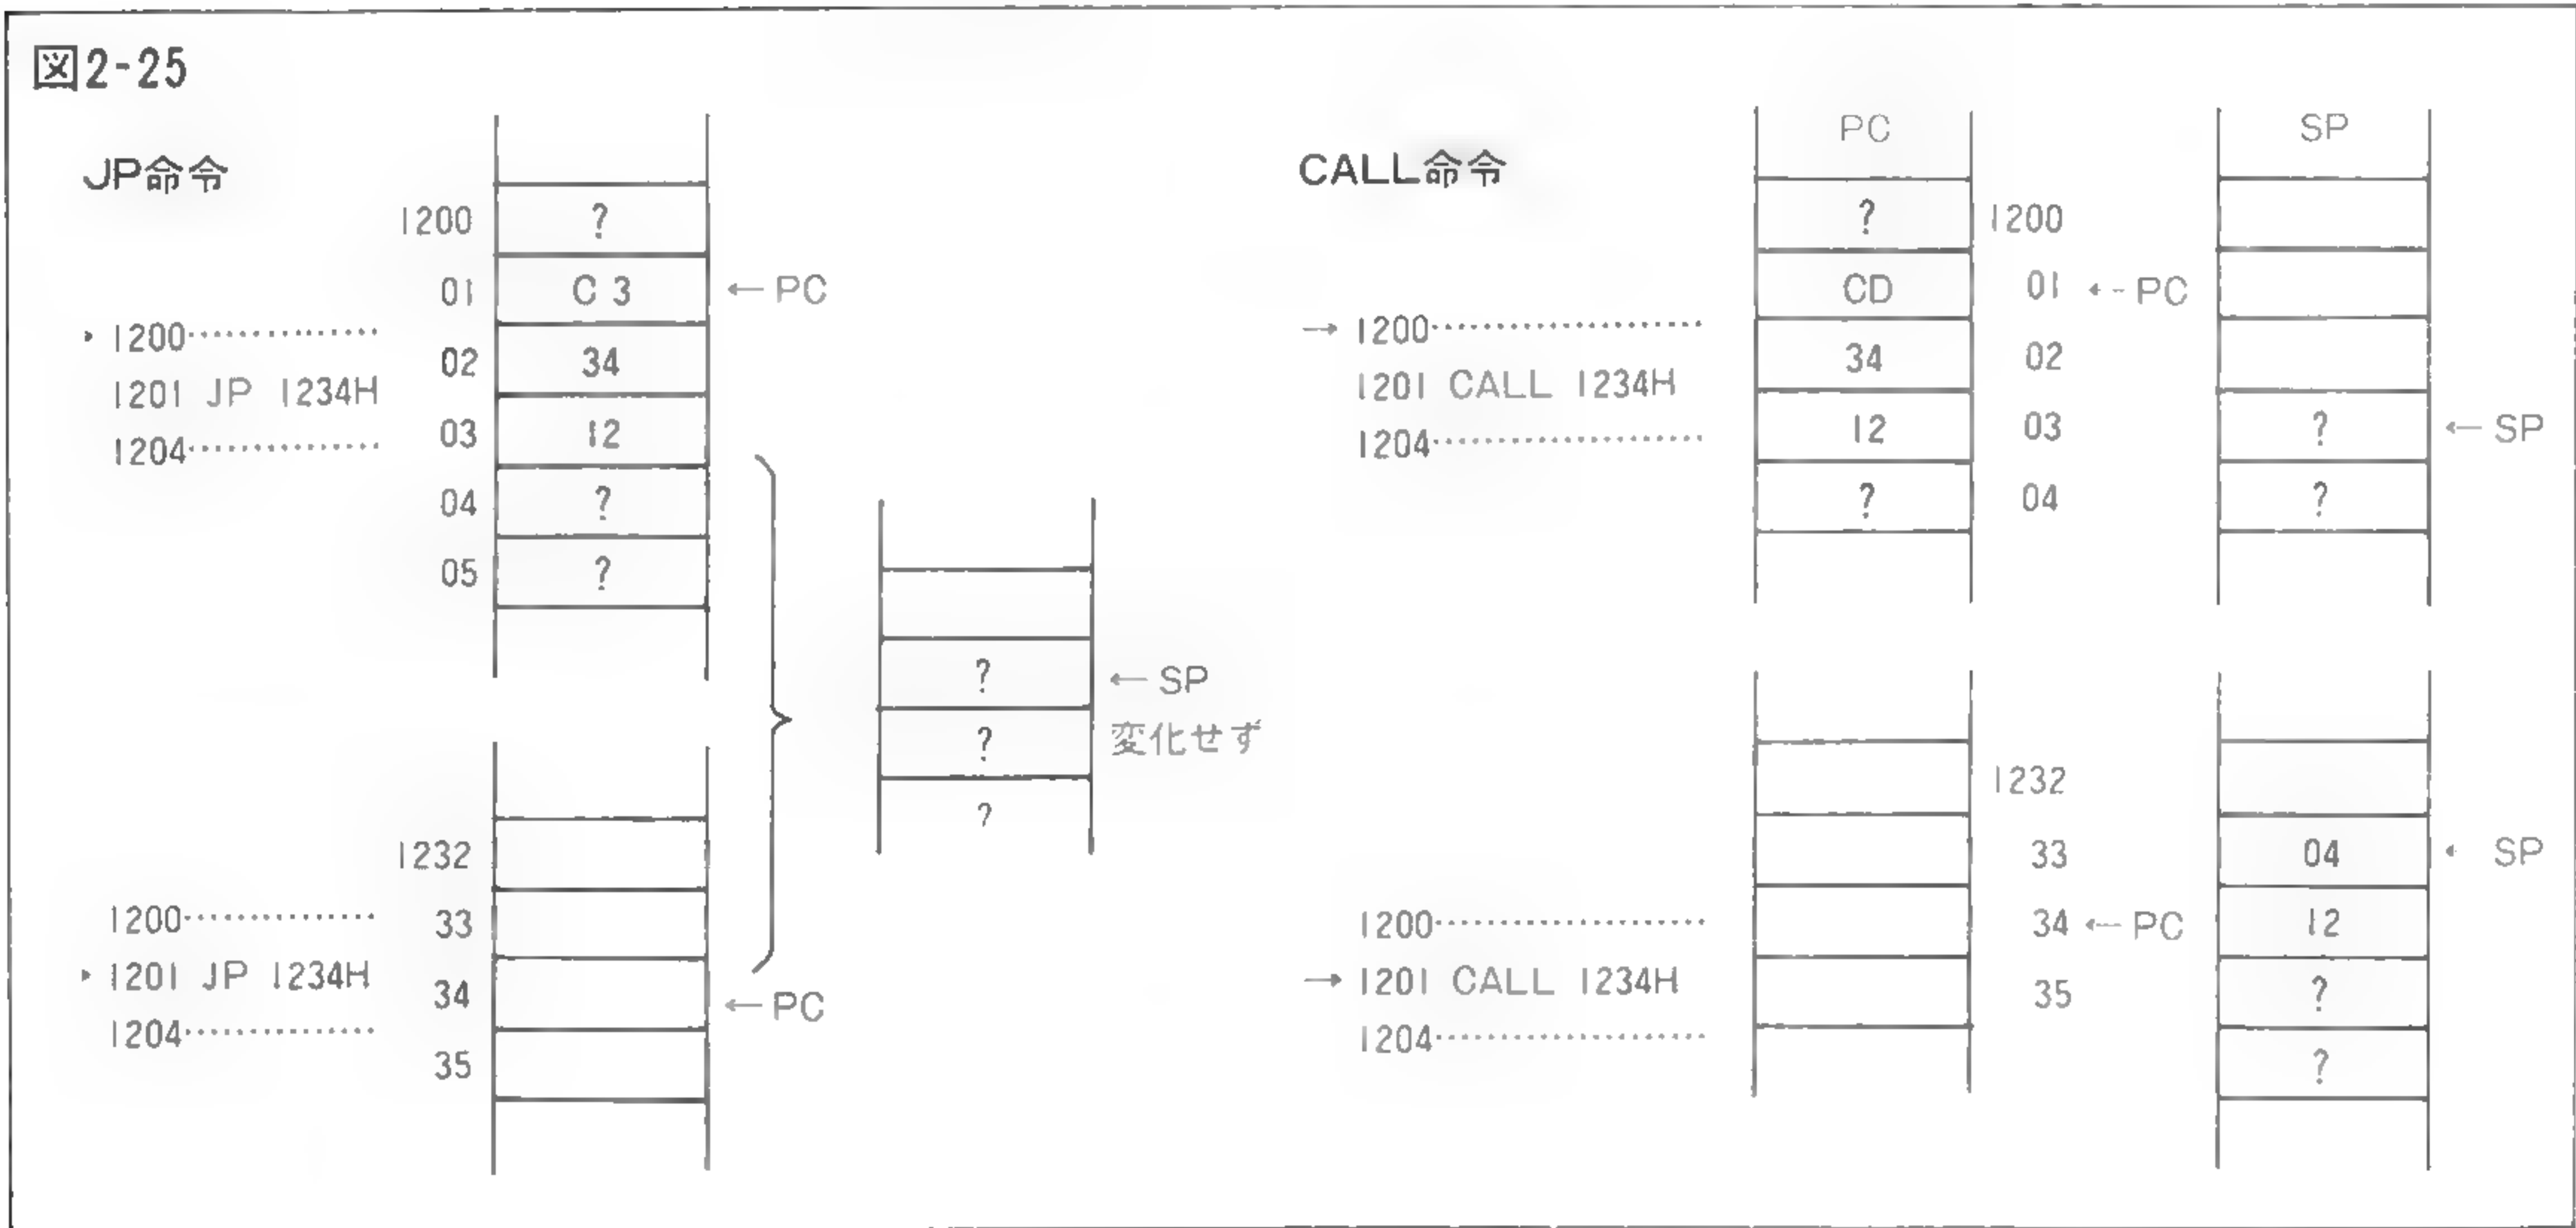 図2-25
JP命令
1200 ?
01 C 3 ←PC
02 34
03 12
04 ?
05 ?
1200…………
1201 JP 1234H
1204…………
1232
33
34 ←PC
35
1200…………
1201 JP 1234H
1204…………
? ←SP
? 変化せず
?
CALL命令
PC
? 1200
CD 01 ←PC
34 02
12 03
? 04
→ 1200…………
1201 CALL 1234H
1204…………
SP
? ←SP
?
1232
33
34 ←PC
35
1200…………
→ 1201 CALL 1234H
1204…………
04 SP
12
?
?